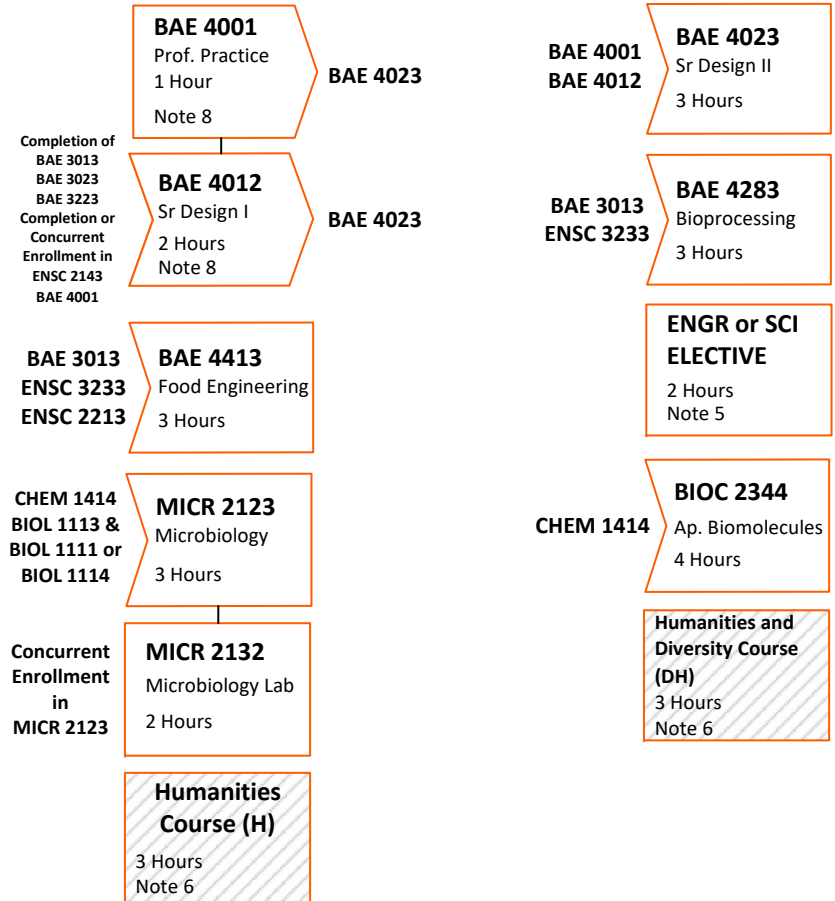 BAE 4001
Prof. Practice
1 Hour
Note 8
BAE 4023
Completion of
BAE 3013
BAE 3023
BAE 3223
Completion or
Concurrent
Enrollment in
ENSC 2143
BAE 4001
BAE 4012
Sr Design I
2 Hours
Note 8
BAE 4023
BAE 3013
ENSC 3233
ENSC 2213
BAE 4413
Food Engineering
3 Hours
CHEM 1414
BIOL 1113 &
BIOL 1111 or
BIOL 1114
MICR 2123
Microbiology
3 Hours
Concurrent
Enrollment
in
MICR 2123
MICR 2132
Microbiology Lab
2 Hours
Humanities
Course (H)
3 Hours
Note 6
BAE 4001
BAE 4012
BAE 4023
Sr Design II
3 Hours
BAE 3013
ENSC 3233
BAE 4283
Bioprocessing
3 Hours
ENGR or SCI
ELECTIVE
2 Hours
Note 5
CHEM 1414
BIOC 2344
Ap. Biomolecules
4 Hours
Humanities and
Diversity Course
(DH)
3 Hours
Note 6